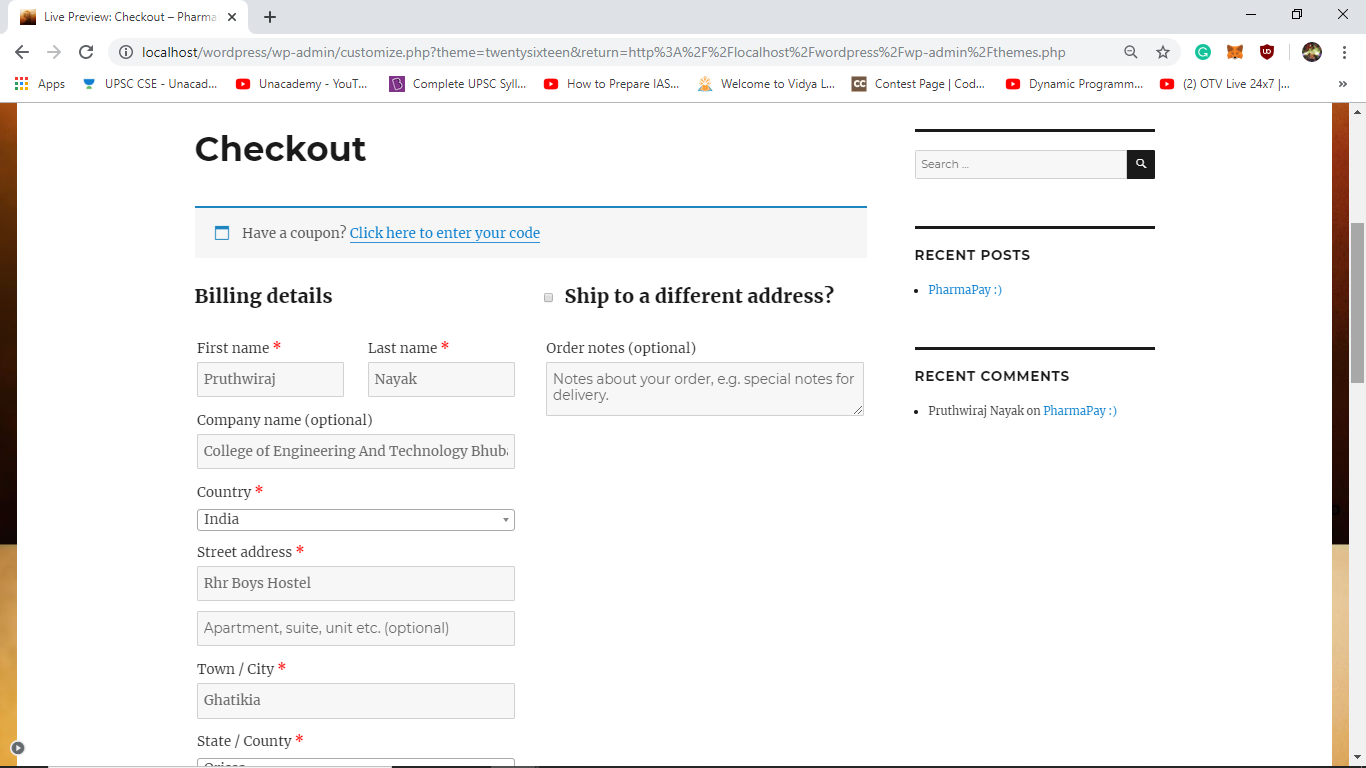 Live Preview: Checkout – Pharma
localhost/wordpress/wp-admin/customize.php?theme=twentysixteen&return=http%3A%2F%2Flocalhost%2Fwordpress%2Fwp-admin%2Fthemes.php
Apps
UPSC CSE - Unacad...
Unacademy - YouT...
Complete UPSC Syll...
How to Prepare IAS...
Welcome to Vidya L...
CC
Contest Page | Cod...
Dynamic Programm...
(2) OTV Live 24x7 |...
Checkout
Have a coupon? Click here to enter your code
Billing details
First name *
Last name *
Pruthwiraj
Nayak
Company name (optional)
College of Engineering And Technology Bhub
Country *
India
Street address *
Rhr Boys Hostel
Apartment, suite, unit etc. (optional)
Town / City *
Ghatikia
State / County *
Ship to a different address?
Order notes (optional)
Notes about your order, e.g. special notes for
delivery.
Search …
RECENT POSTS
PharmaPay :)
RECENT COMMENTS
Pruthwiraj Nayak on PharmaPay :)